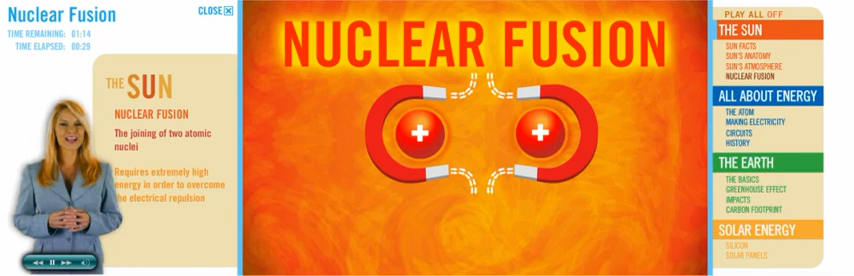 Nuclear Fusion
CLOSE
TIME REMAINING: 01:14
TIME ELAPSED: 00:29
THE SUN
NUCLEAR FUSION
The joining of two atomic
nuclei
Requires extremely high
energy in order to overcome
the electrical repulsion
NUCLEAR FUSION
PLAY ALL OFF
THE SUN
SUN FACTS
SUN'S ANATOMY
SUN'S ATMOSPHERE
NUCLEAR FUSION
ALL ABOUT ENERGY
THE ATOM
MAKING ELECTRICITY
CIRCUITS
HISTORY
THE EARTH
THE BASICS
GREENHOUSE EFFECT
IMPACTS
CARBON FOOTPRINT
SOLAR ENERGY
SILICON
SOLAR PANELS